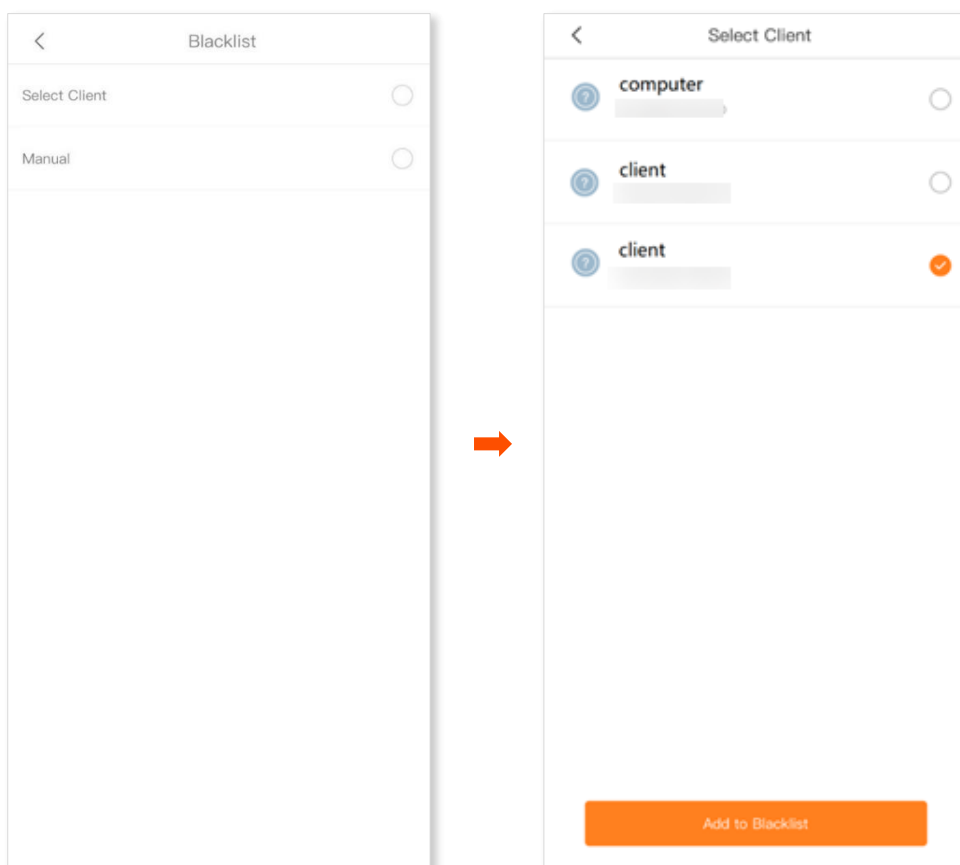 Blacklist
Select Client
Manual
Select Client
computer
client
client
Add to Blacklist